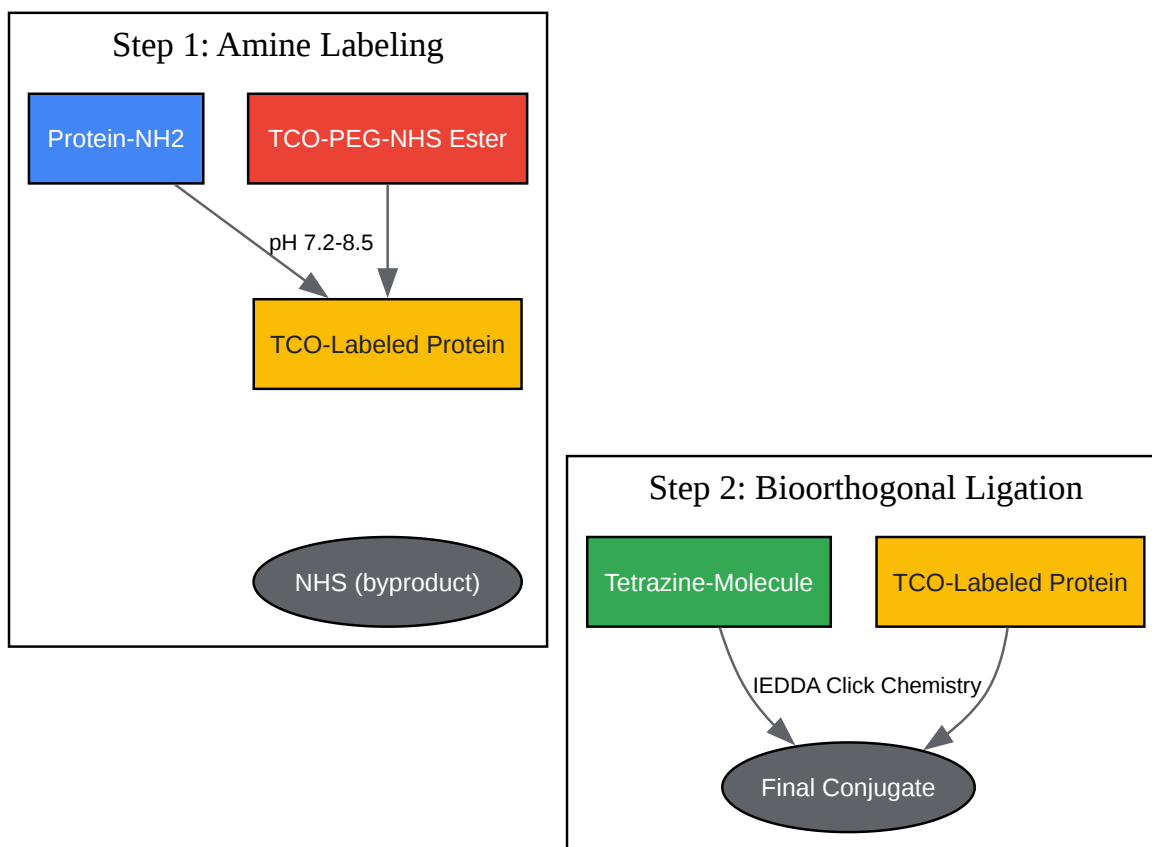 Step 1: Amine Labeling
Protein-NH2
TCO-PEG-NHS Ester
pH 7.2-8.5
TCO-Labeled Protein
NHS (byproduct)
Step 2: Bioorthogonal Ligation
Tetrazine-Molecule
TCO-Labeled Protein
IEDDA Click Chemistry
Final Conjugate